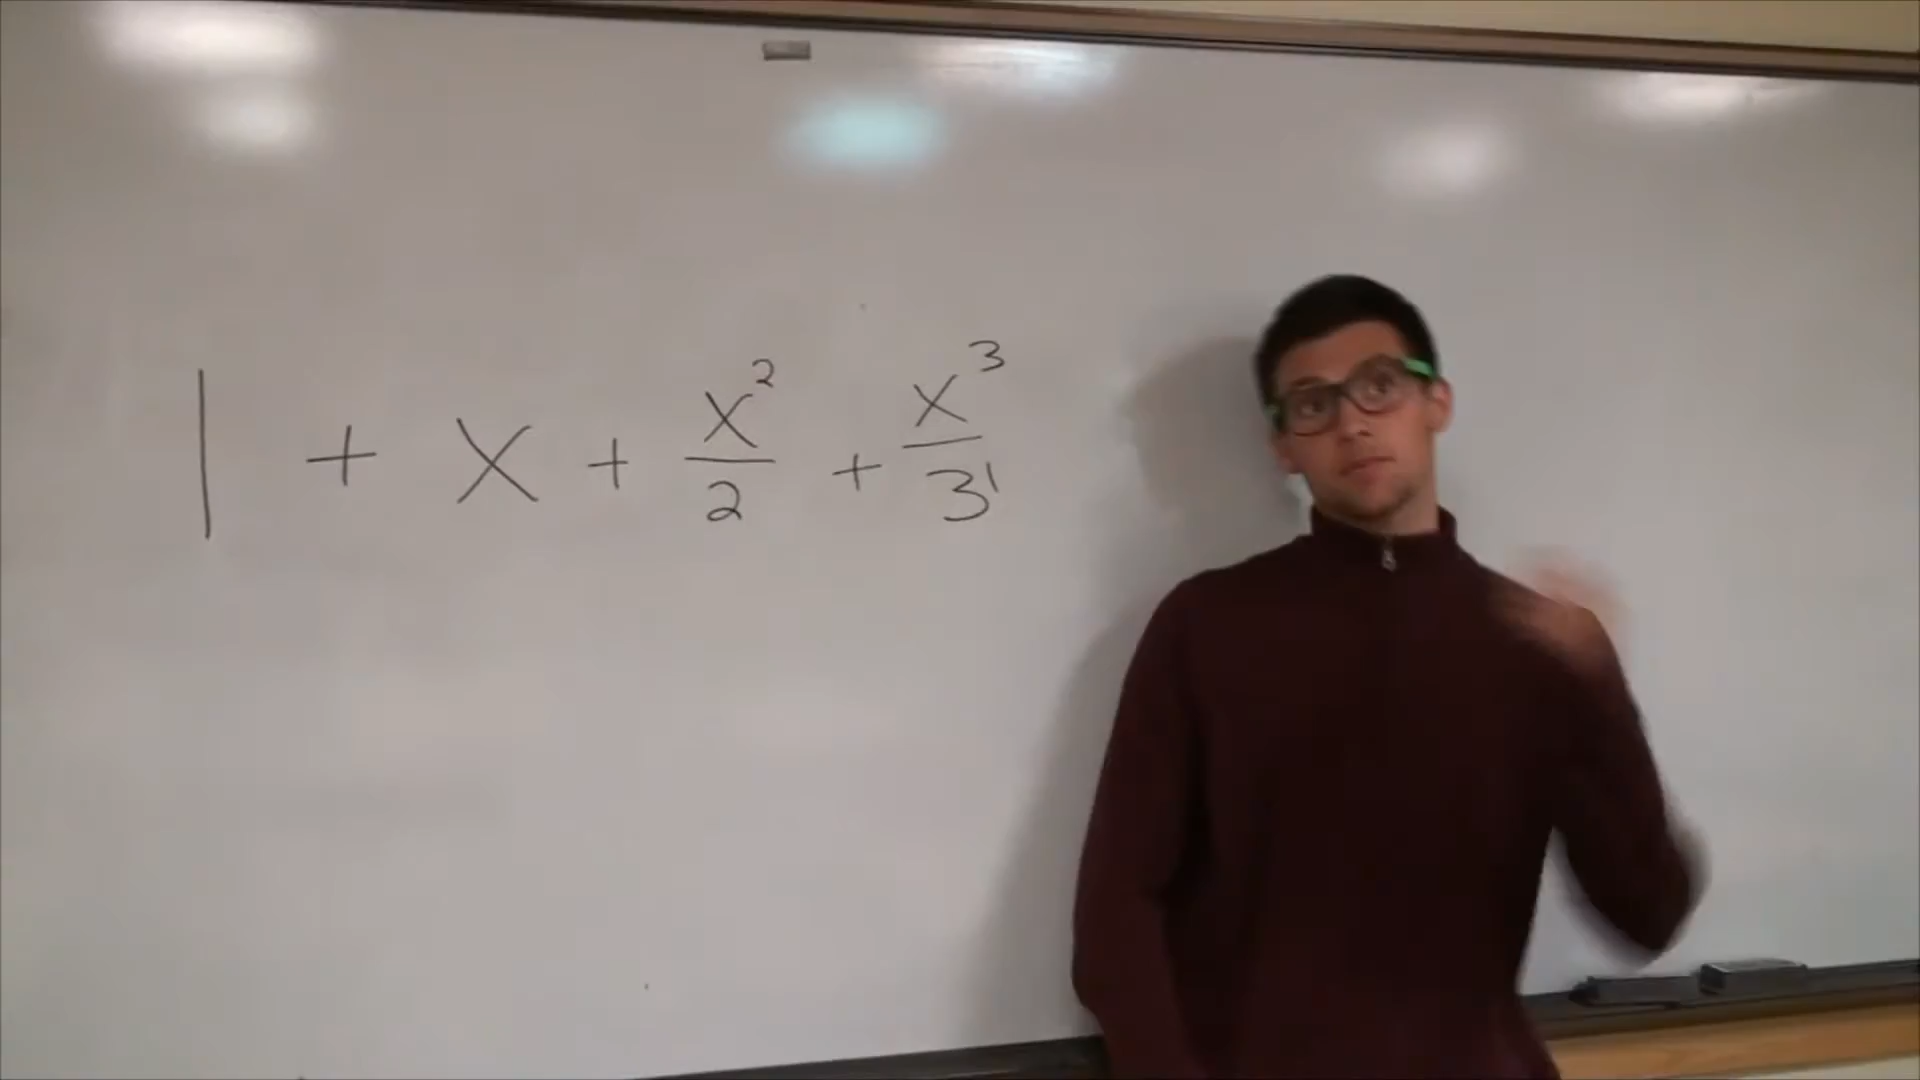 1 + x + x²/2 + x³/3!